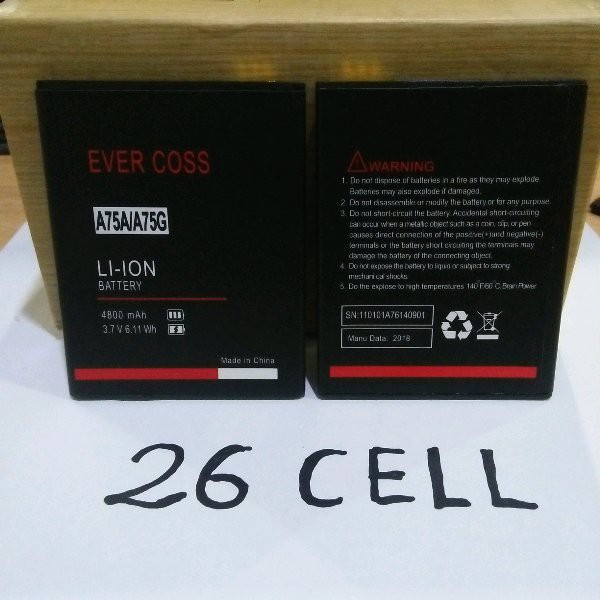 EVER COSS
A75A/A75G
LI-ION
BATTERY
4800 mAh
3.7 V 6.11 Wh
Made in China
WARNING
1. Do not dispose of batteries in a fire as they may explode.
Batteries may also explode if damaged.
2. Do not disassemble or modify the battery or for any purpose.
3. Do not short-circuit the battery. Accidental short-circuiting
can occur when a metallic object such as a coin, clip, or pen
causes direct connection of the positive(+)and negative(-)
terminals or the battery short circuiting the terminals may
damage the battery of the connecting object.
4. Do not expose the battery to liquid or subject to strong
mechanical shocks.
5. Do the explose to high temperatures 140 F/60 C,Brain Power
SN:110101A76140901
Manu Data: 2018
26 CELL